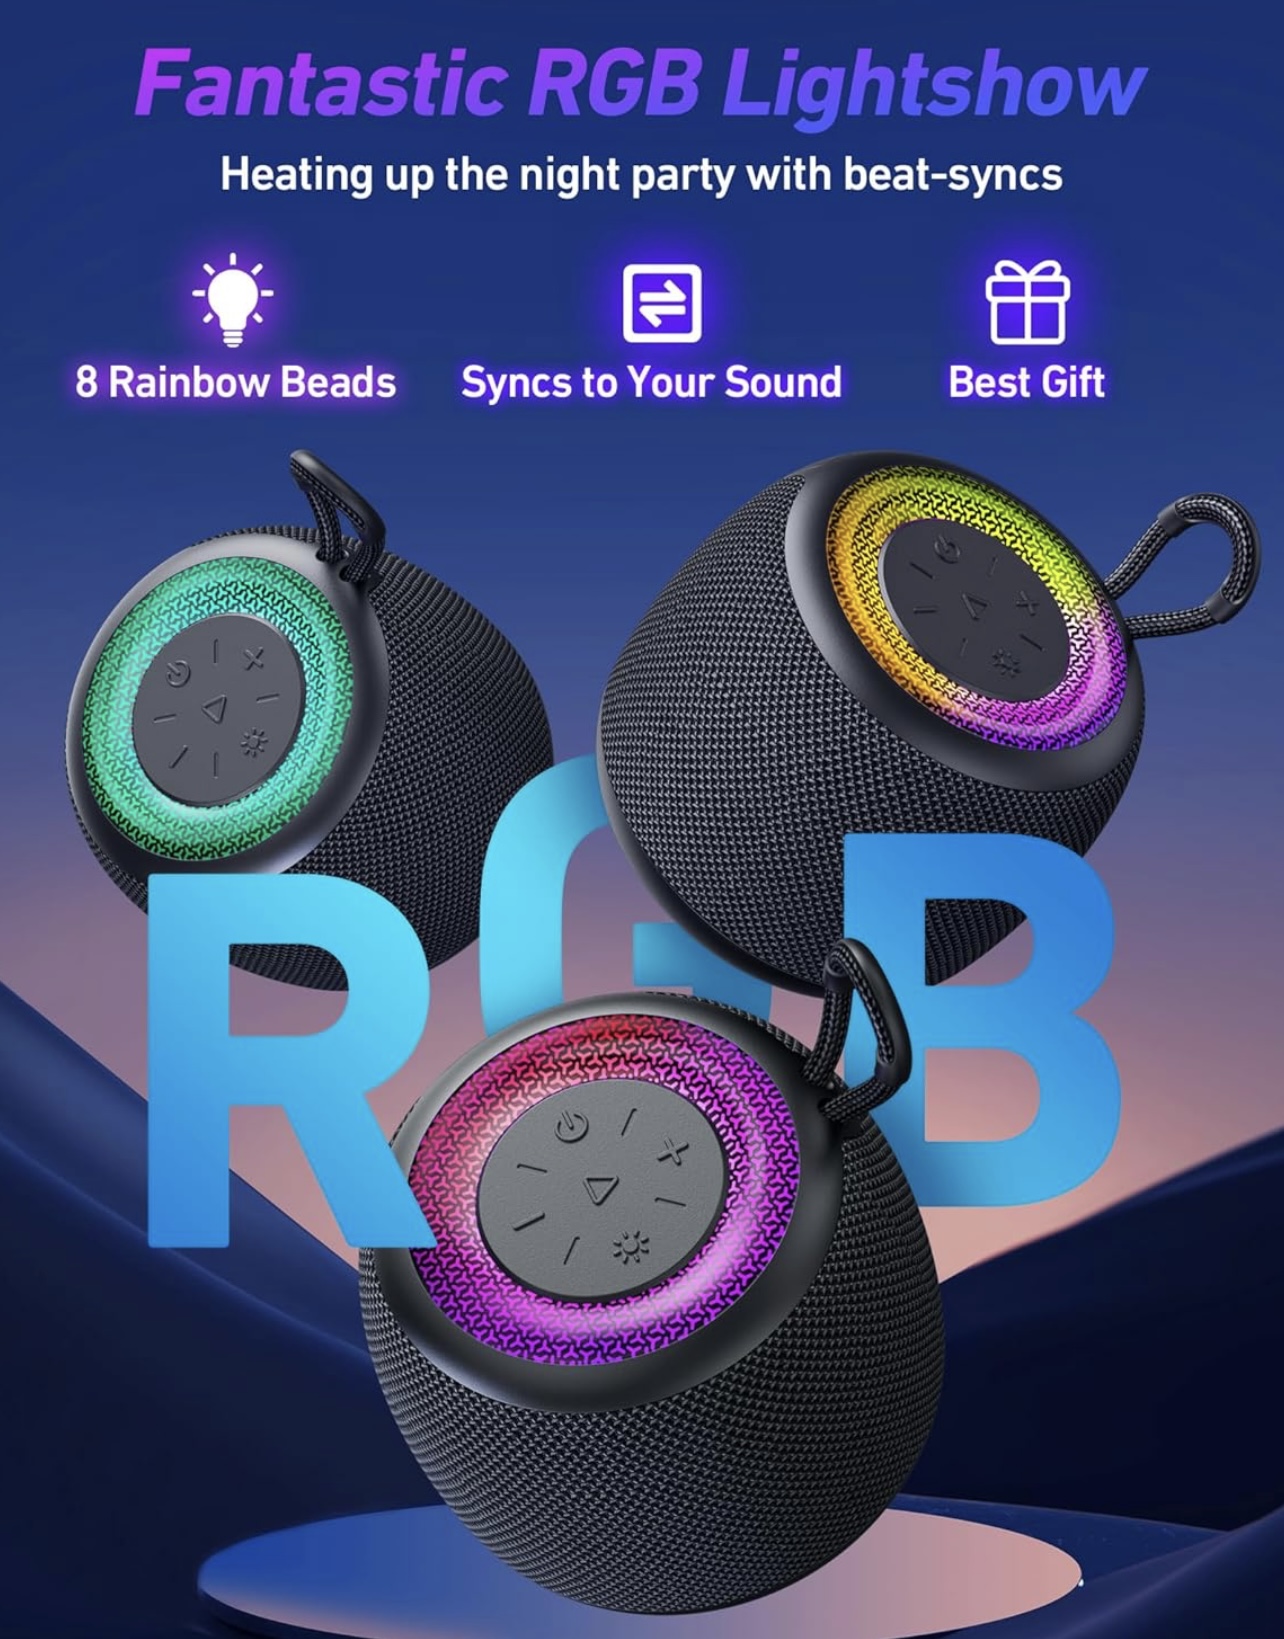 Fantastic RGB Lightshow
Heating up the night party with beat-syncs
8 Rainbow Beads
Syncs to Your Sound
Best Gift
RGB